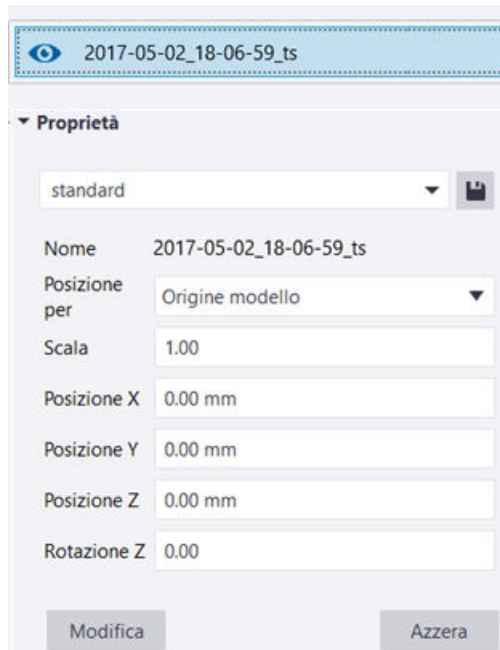 2017-05-02_18-06-59_ts
Proprietà
standard
Nome 2017-05-02_18-06-59_ts
Posizione
per
Origine modello
Scala 1.00
Posizione X 0.00 mm
Posizione Y 0.00 mm
Posizione Z 0.00 mm
Rotazione Z 0.00
Modifica Azzera